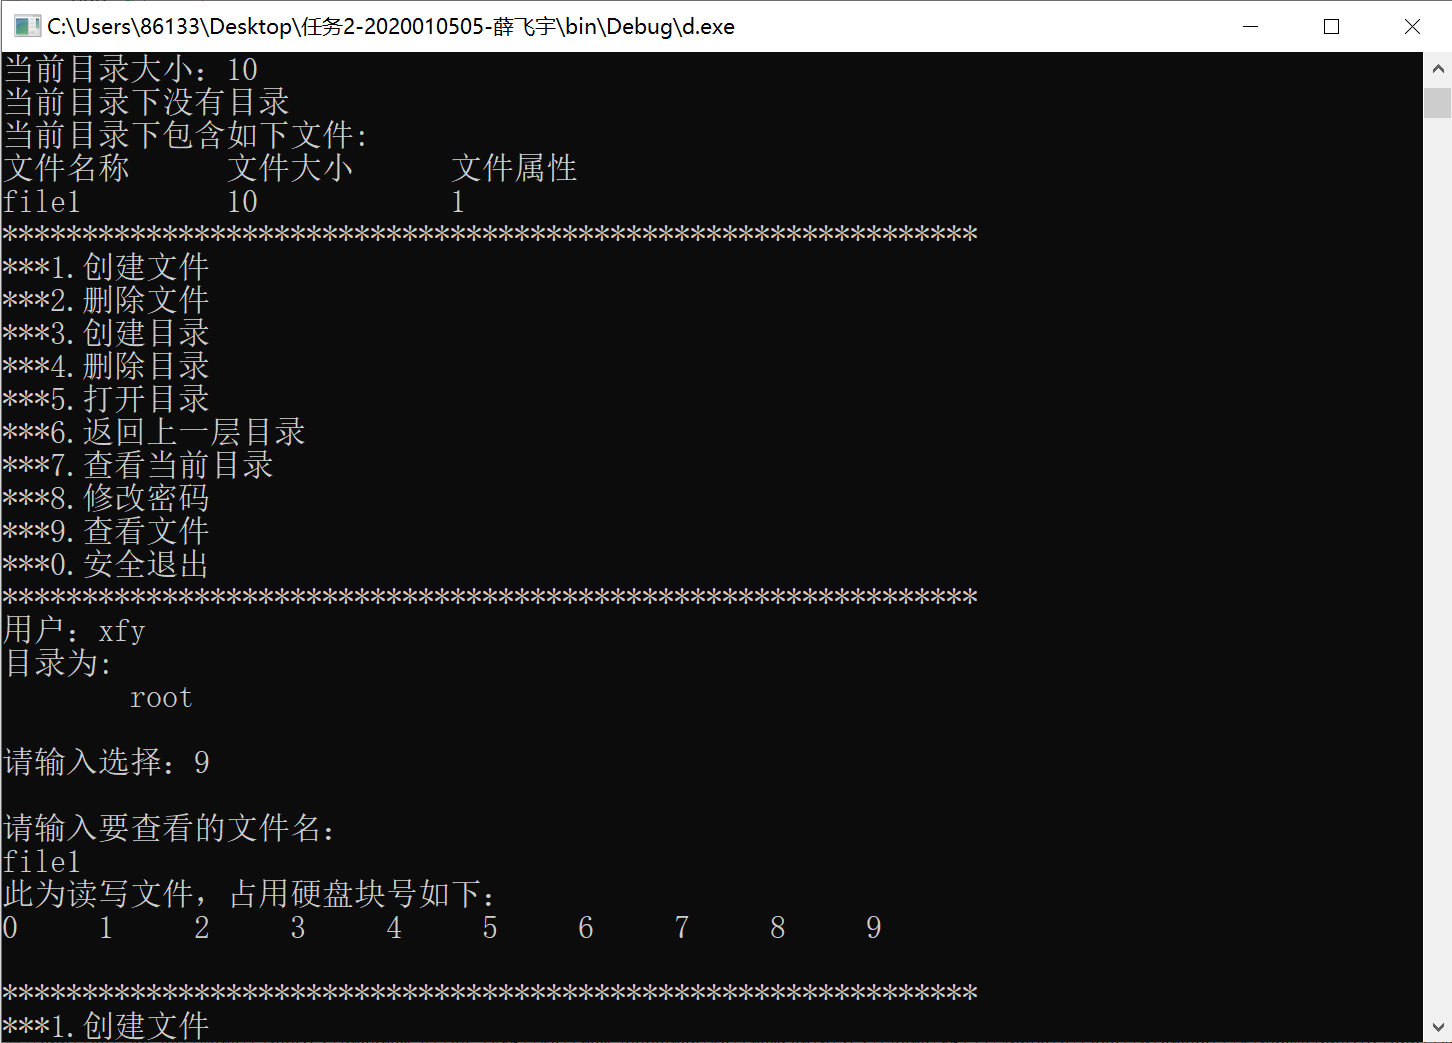 C:\Users\86133\Desktop\任务2-2020010505-薛飞宇\bin\Debug\d.exe
当前目录大小：10
当前目录下没有目录
当前目录下包含如下文件:
文件名称 文件大小 文件属性
file1 10 1
*************************************************************
***1.创建文件
***2.删除文件
***3.创建目录
***4.删除目录
***5.打开目录
***6.返回上一层目录
***7.查看当前目录
***8.修改密码
***9.查看文件
***0.安全退出
*************************************************************
用户：xfy
目录为:
root
请输入选择：9
请输入要查看的文件名：
file1
此为读写文件，占用硬盘块号如下：
0 1 2 3 4 5 6 7 8 9
*************************************************************
***1.创建文件